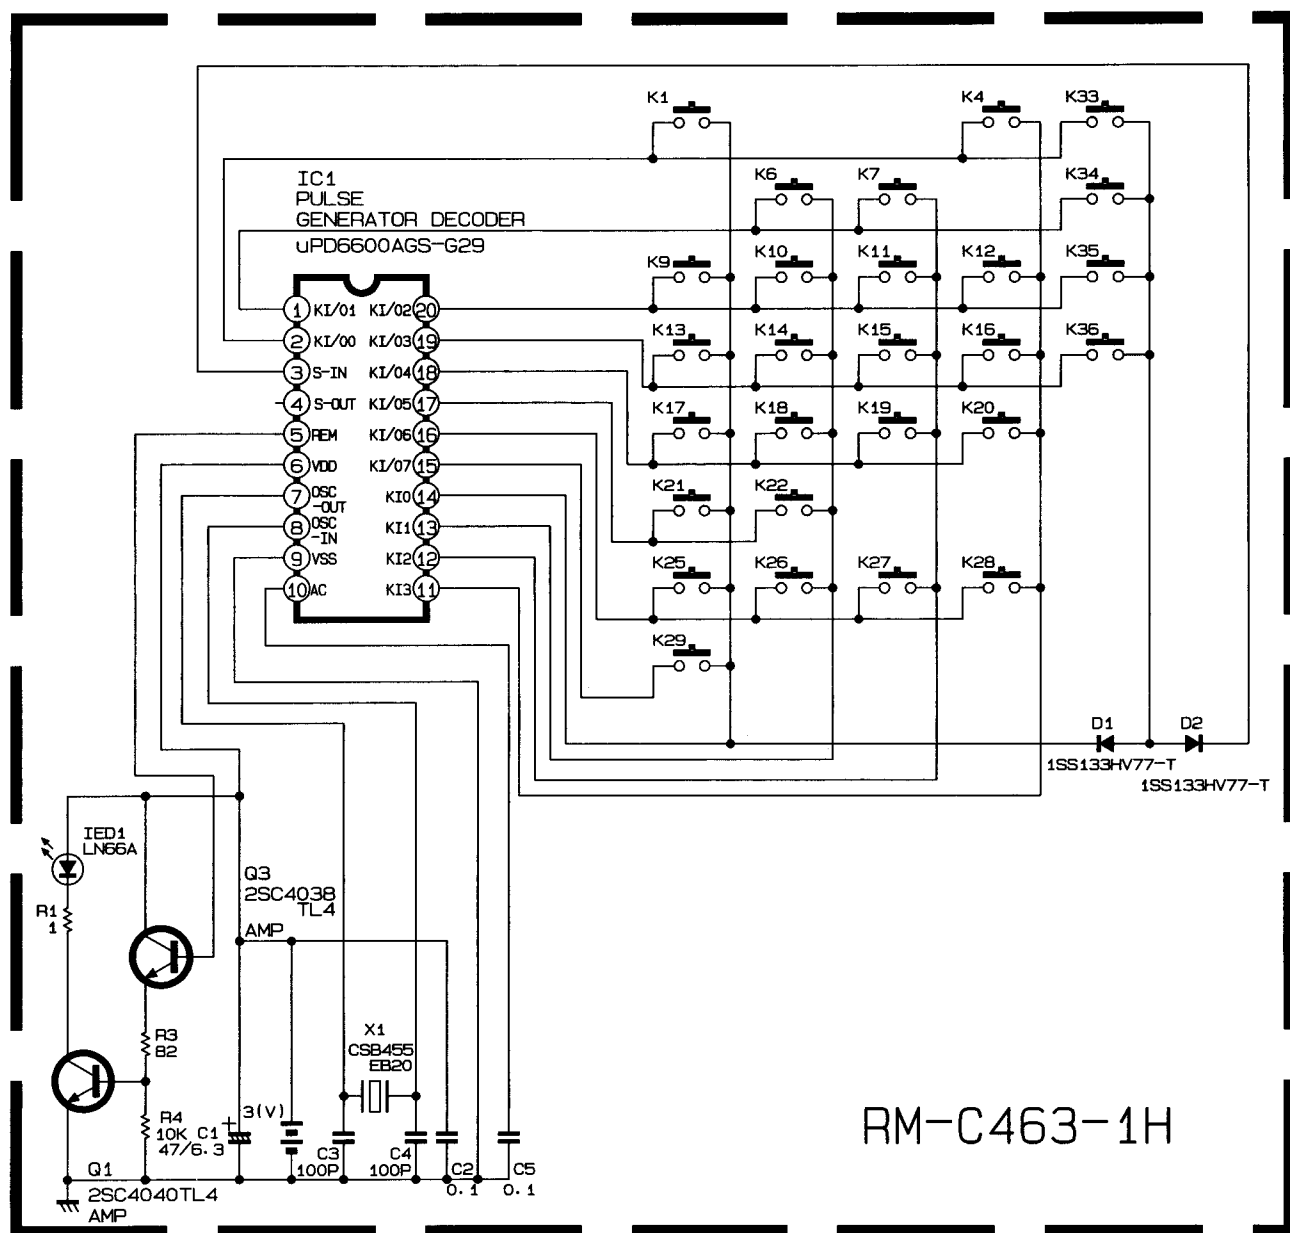 K1
K4
K33
IC1
PULSE
GENERATOR DECODER
uPD6600AGS-G29
K6
K7
K34
K9
K10
K11
K12
K35
1 KI/01 KI/02 20
2 KI/00 KI/03 19
3 S-IN KI/04 18
4 S-OUT KI/05 17
5 REM KI/06 16
6 VDD KI/07 15
7 OSC-OUT KI0 14
8 OSC-IN KI1 13
9 VSS KI2 12
10 AC KI3 11
K13
K14
K15
K16
K36
K17
K18
K19
K20
K21
K22
K25
K26
K27
K28
K29
D1
1SS133HV77-T
D2
1SS133HV77-T
IED1
LN66A
R1
1
Q3
2SC4038
TL4
AMP
R3
82
X1
CSB455
EB20
R4
10K
C1
47/6.3
+
3(V)
C3
100P
C4
100P
C2
0.1
C5
0.1
Q1
2SC4040TL4
AMP
RM-C463-1H